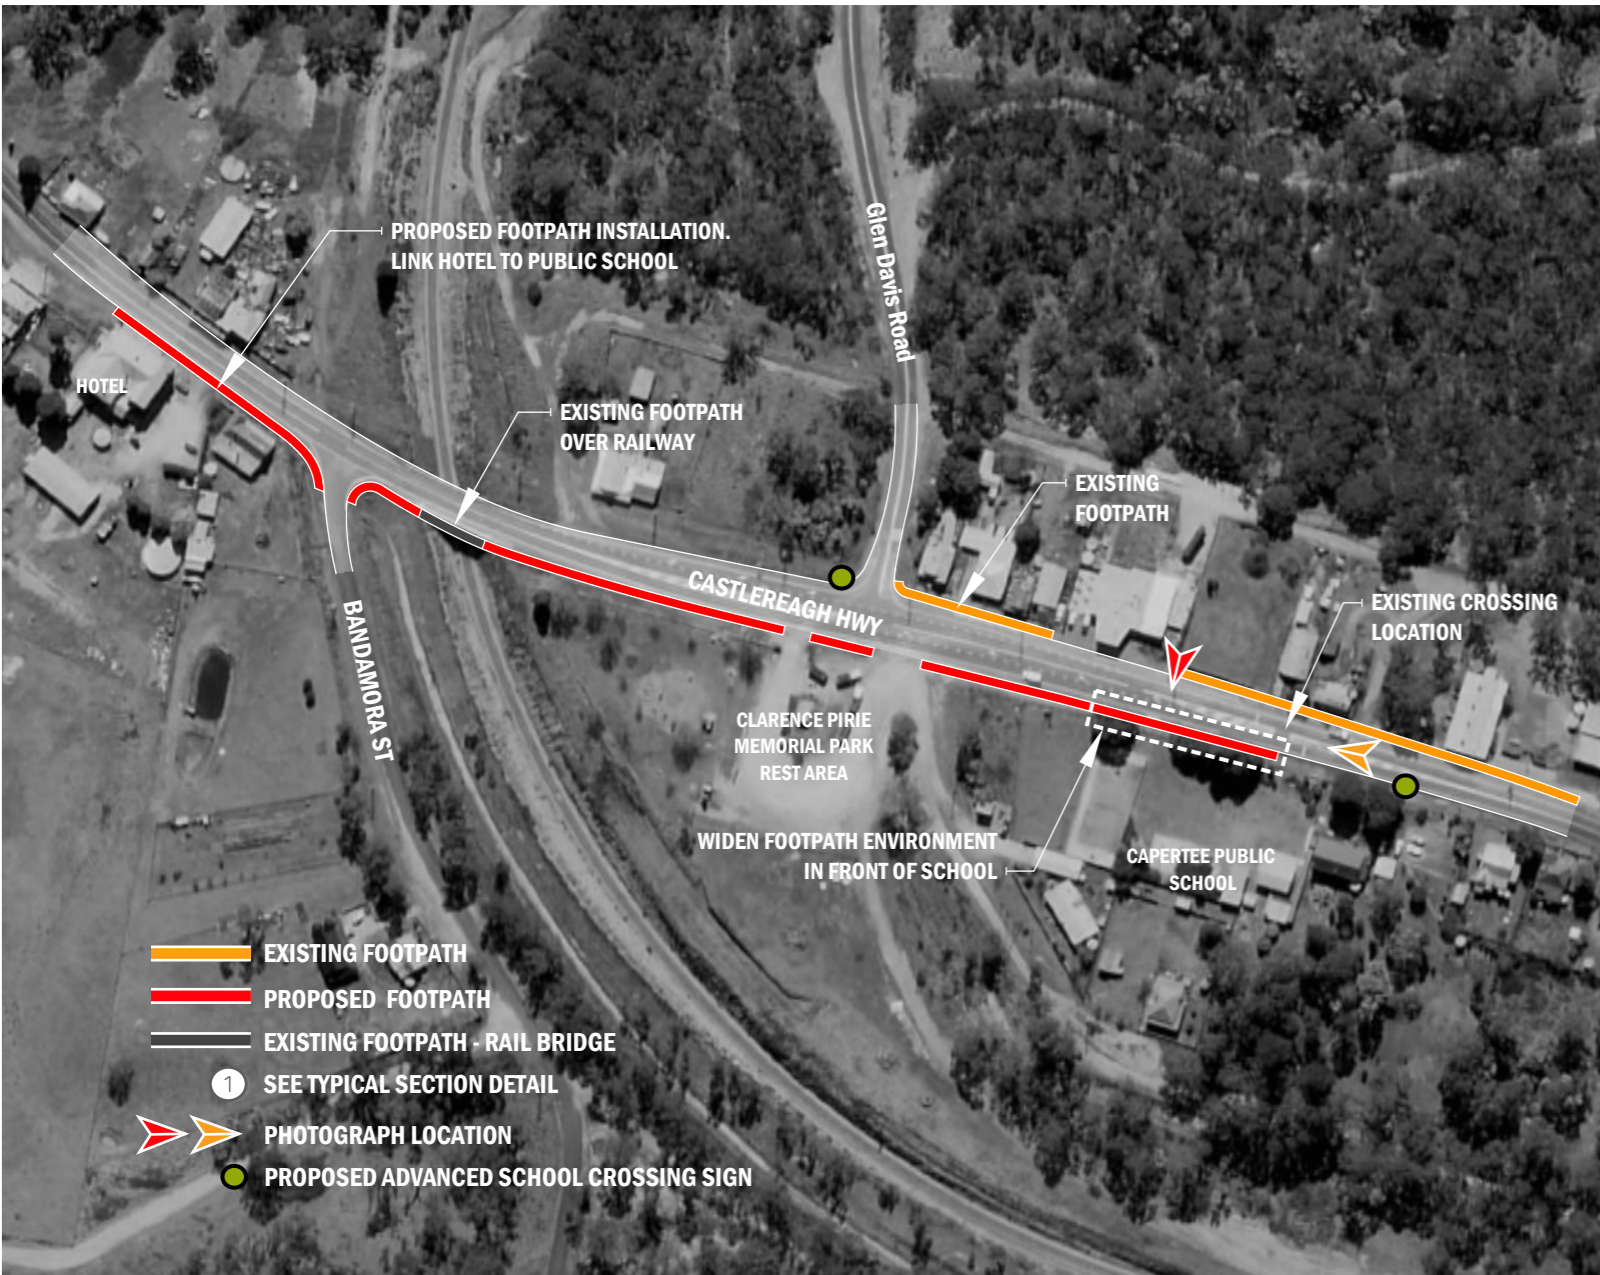 Glen Davis Road
PROPOSED FOOTPATH INSTALLATION.
LINK HOTEL TO PUBLIC SCHOOL
HOTEL
EXISTING FOOTPATH
OVER RAILWAY
EXISTING
FOOTPATH
CASTLEREAGH HWY
EXISTING CROSSING
LOCATION
BANDAMORA ST
CLARENCE PIRIE
MEMORIAL PARK
REST AREA
WIDEN FOOTPATH ENVIRONMENT
IN FRONT OF SCHOOL
CAPERTEE PUBLIC
SCHOOL
EXISTING FOOTPATH
PROPOSED FOOTPATH
EXISTING FOOTPATH - RAIL BRIDGE
1 SEE TYPICAL SECTION DETAIL
PHOTOGRAPH LOCATION
PROPOSED ADVANCED SCHOOL CROSSING SIGN